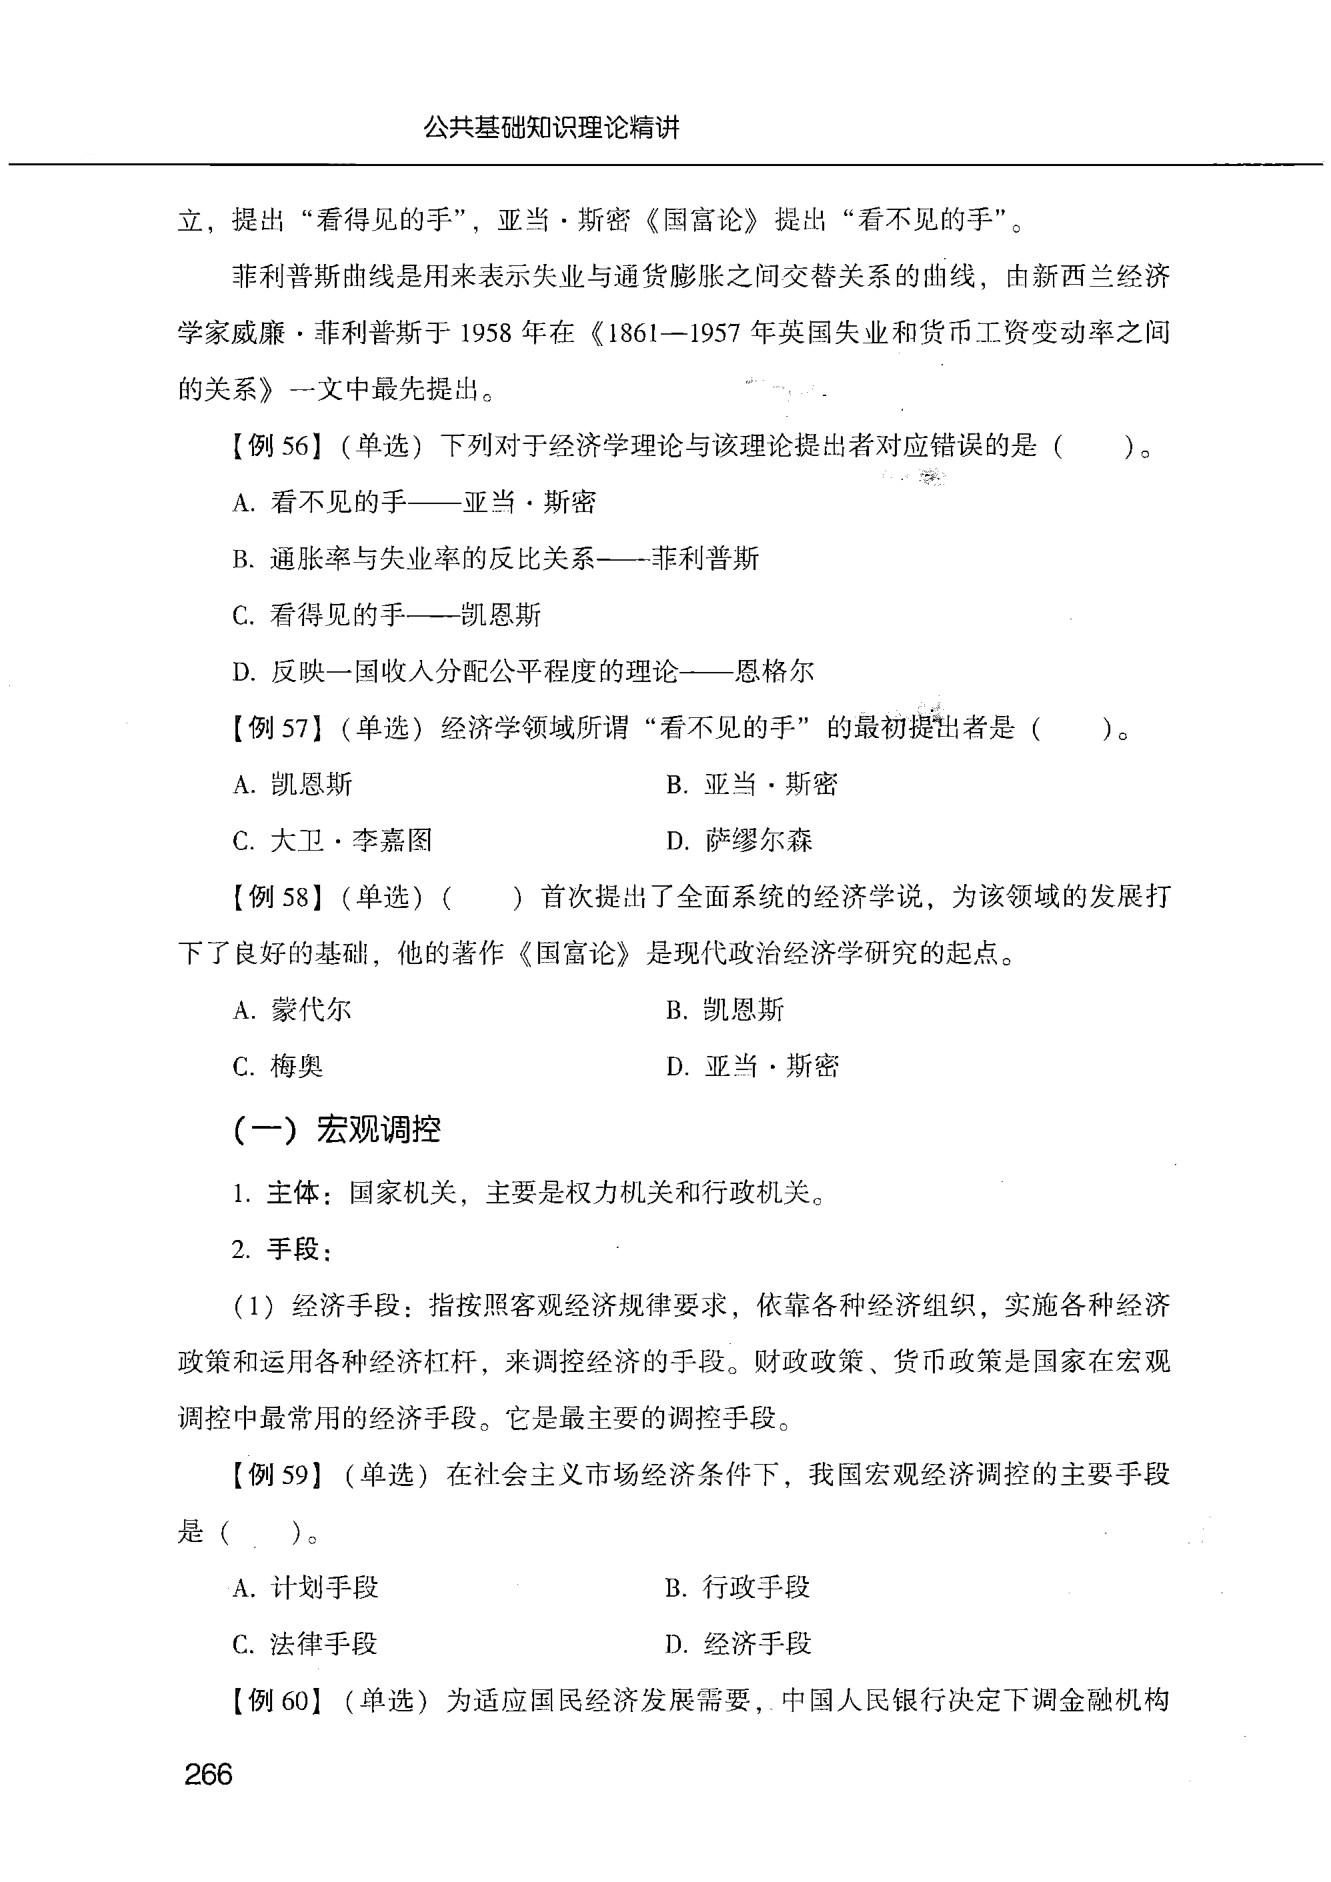 公共基础知识理论精讲
立，提出“看得见的手”，亚当·斯密《国富论》提出“看不见的手”。
菲利普斯曲线是用来表示失业与通货膨胀之间交替关系的曲线，由新西兰经济
学家威廉·菲利普斯于 1958 年在《1861—1957 年英国失业和货币工资变动率之间
的关系》一文中最先提出。
【例 56】（单选）下列对于经济学理论与该理论提出者对应错误的是（　　）。
A. 看不见的手——亚当·斯密
B. 通胀率与失业率的反比关系——菲利普斯
C. 看得见的手——凯恩斯
D. 反映一国收入分配公平程度的理论——恩格尔
【例 57】（单选）经济学领域所谓“看不见的手”的最初提出者是（　　）。
A. 凯恩斯　　B. 亚当·斯密
C. 大卫·李嘉图　　D. 萨缪尔森
【例 58】（单选）（　　）首次提出了全面系统的经济学说，为该领域的发展打
下了良好的基础，他的著作《国富论》是现代政治经济学研究的起点。
A. 蒙代尔　　B. 凯恩斯
C. 梅奥　　D. 亚当·斯密
（一）宏观调控
1. 主体：国家机关，主要是权力机关和行政机关。
2. 手段：
（1）经济手段：指按照客观经济规律要求，依靠各种经济组织，实施各种经济
政策和运用各种经济杠杆，来调控经济的手段。财政政策、货币政策是国家在宏观
调控中最常用的经济手段。它是最主要的调控手段。
【例 59】（单选）在社会主义市场经济条件下，我国宏观经济调控的主要手段
是（　　）。
A. 计划手段　　B. 行政手段
C. 法律手段　　D. 经济手段
【例 60】（单选）为适应国民经济发展需要，中国人民银行决定下调金融机构
266